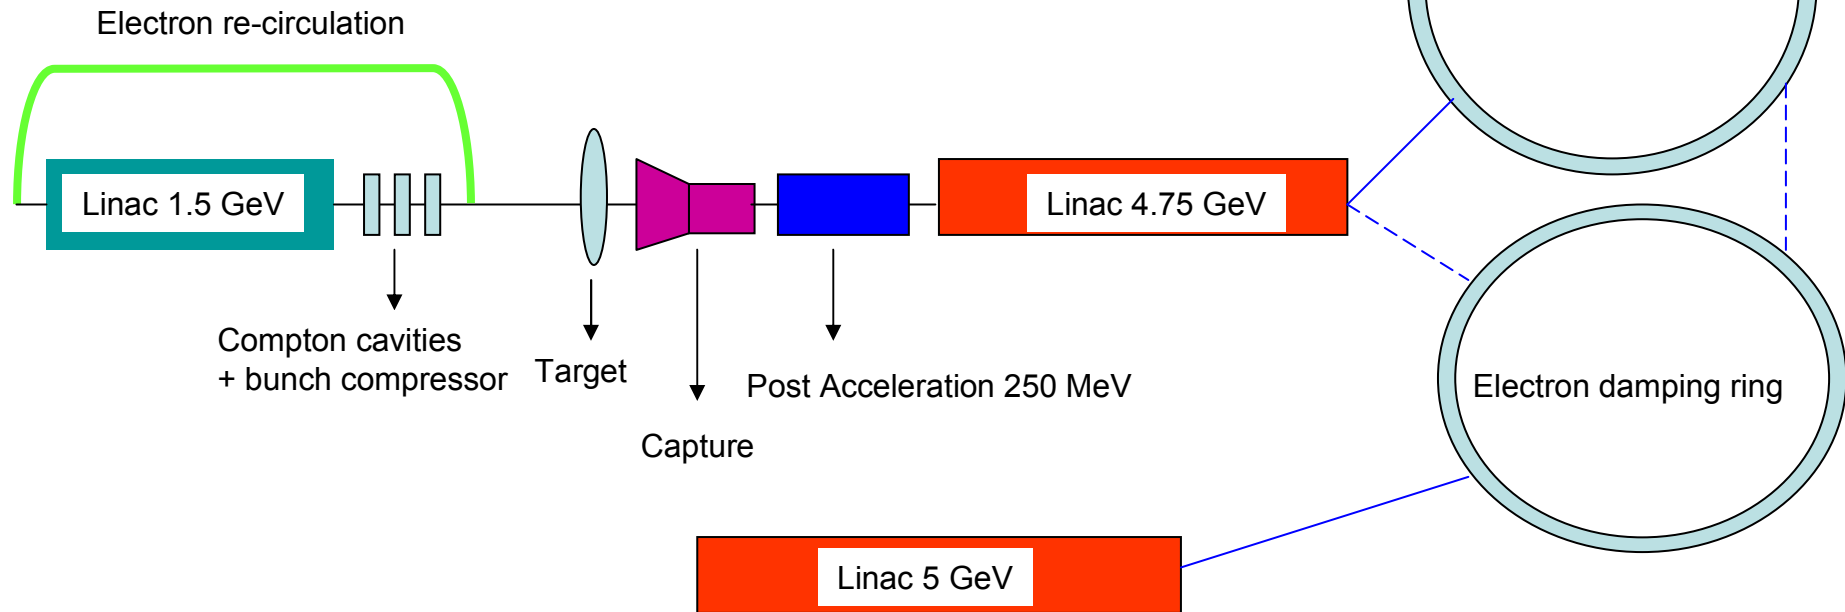 Electron re-circulation
Linac 1.5 GeV
Linac 4.75 GeV
Compton cavities
+ bunch compressor
Target
Post Acceleration 250 MeV
Electron damping ring
Capture
Linac 5 GeV